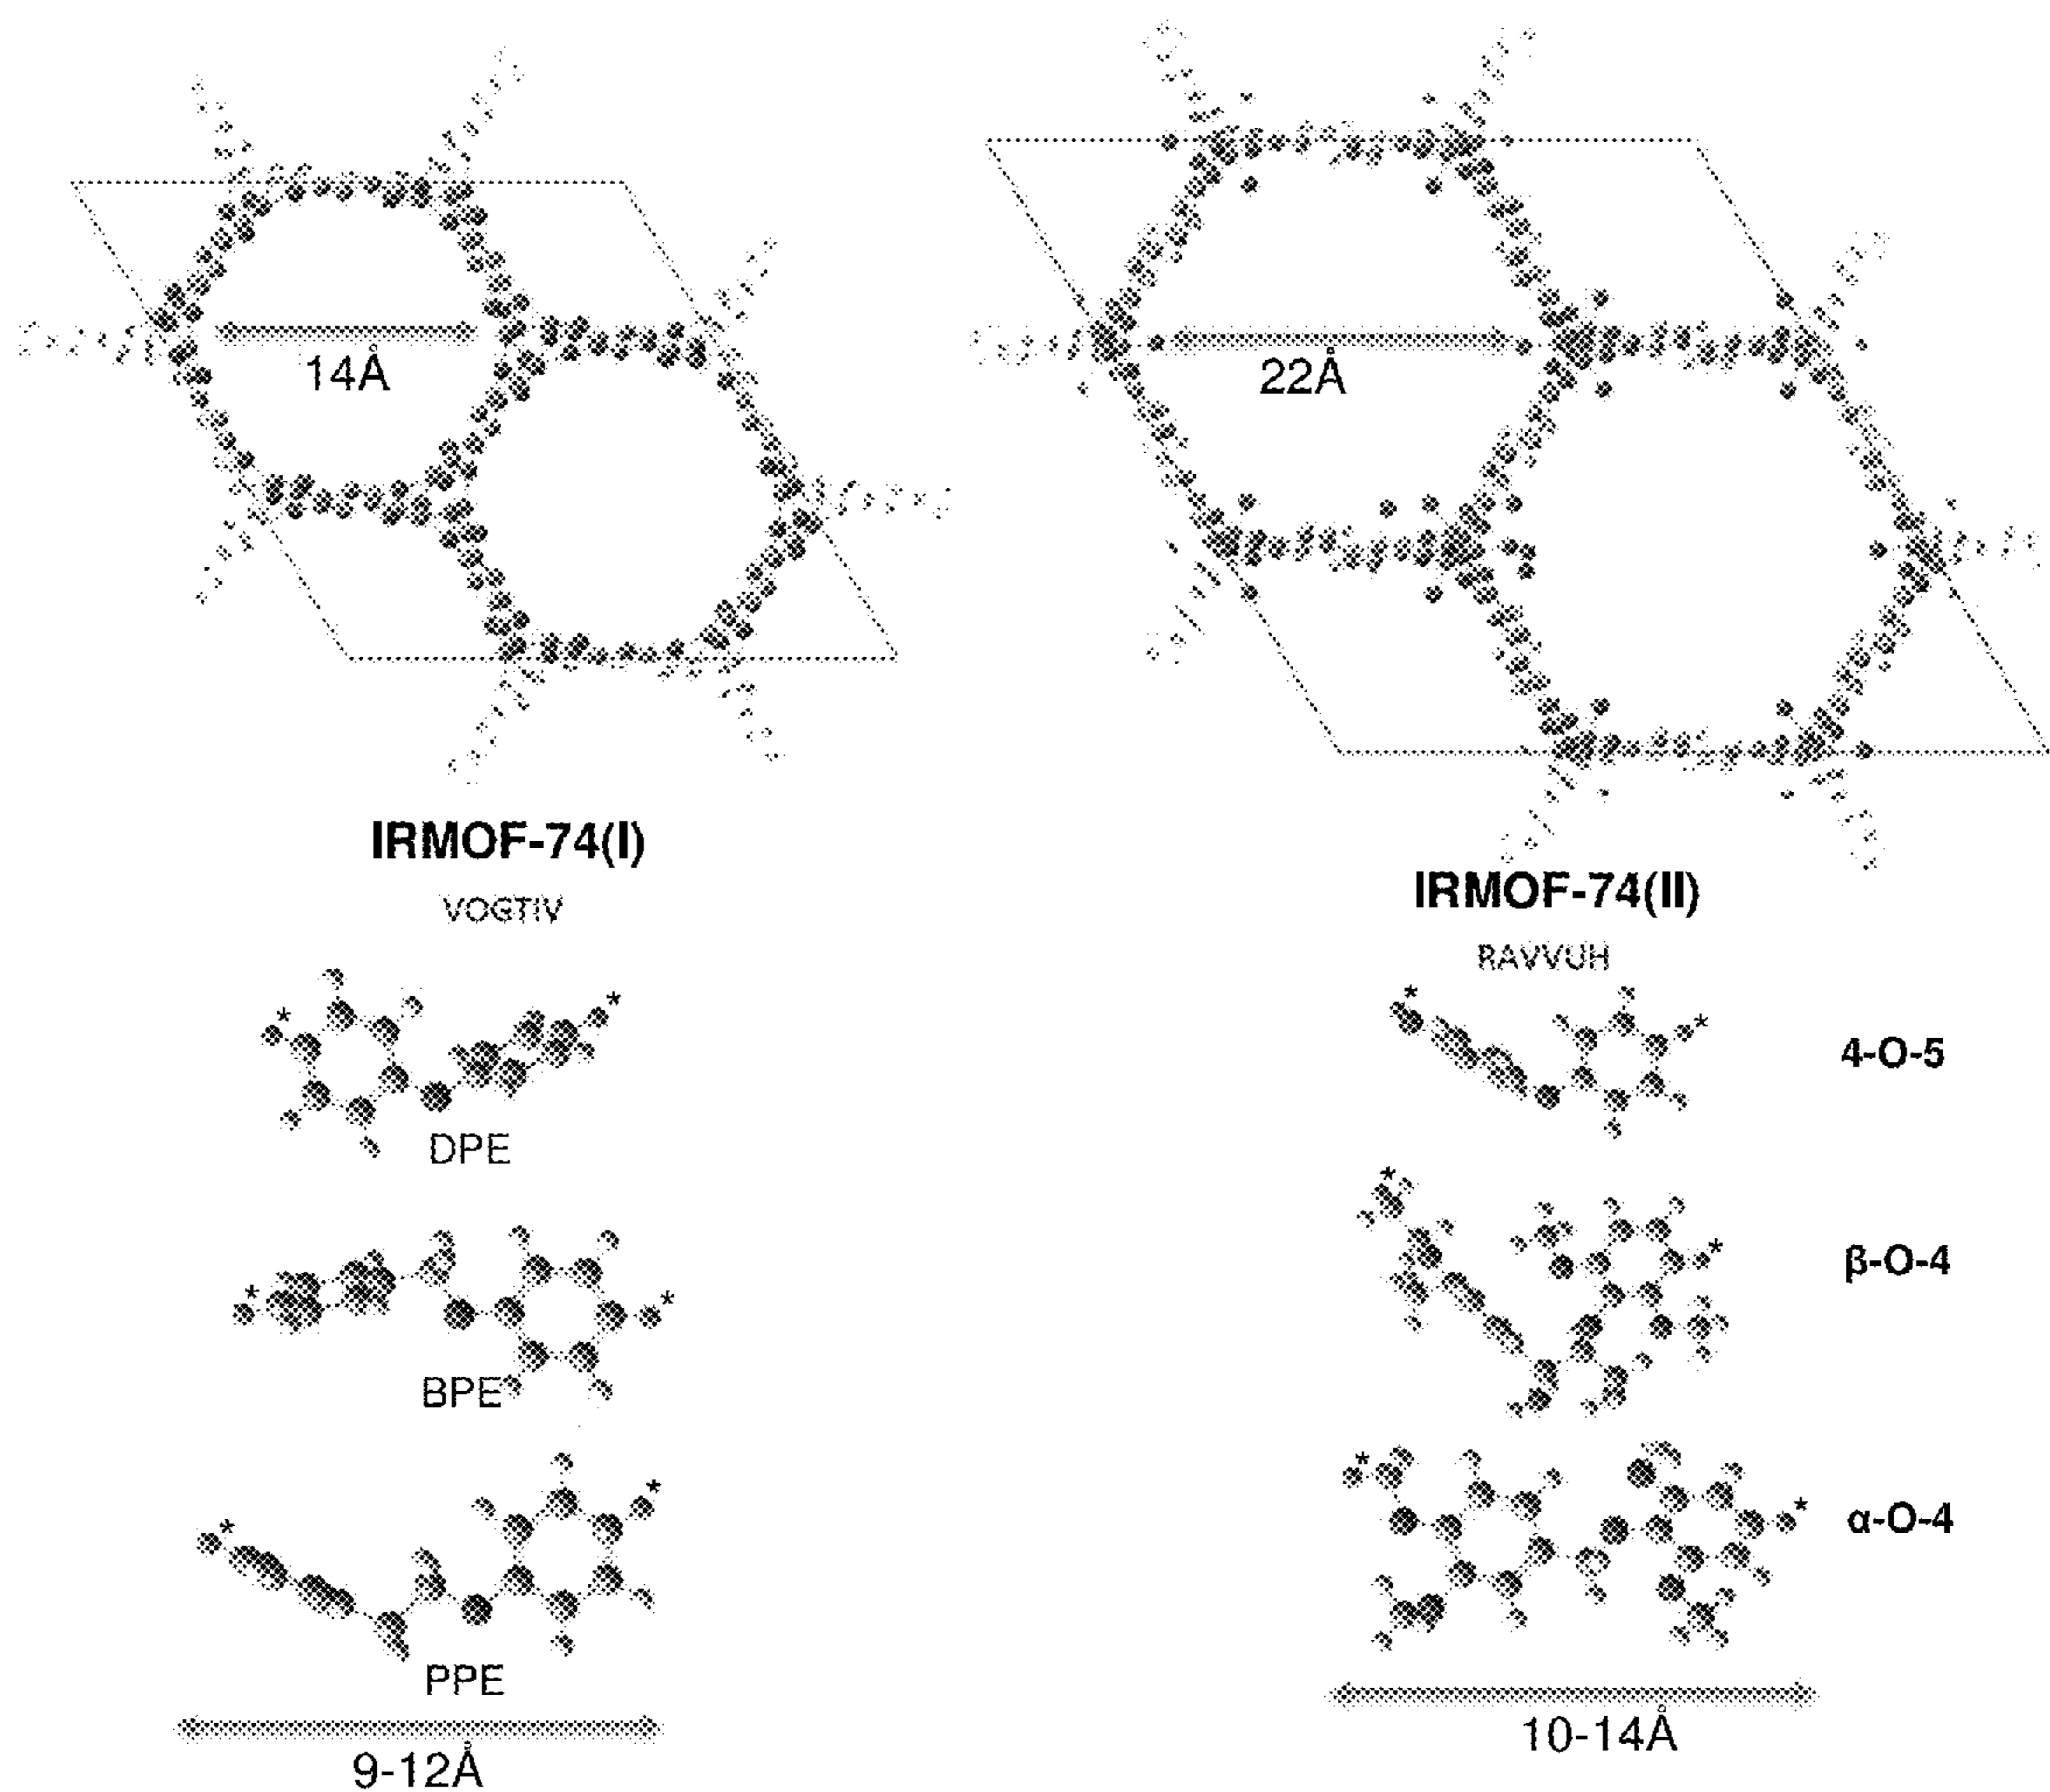 14Å
22Å
IRMOF-74(I)
VOGTIV
IRMOF-74(II)
RAVVUH
* *
DPE
* *
4-O-5
* *
BPE
* *
β-O-4
* *
PPE
* *
α-O-4
9-12Å
10-14Å